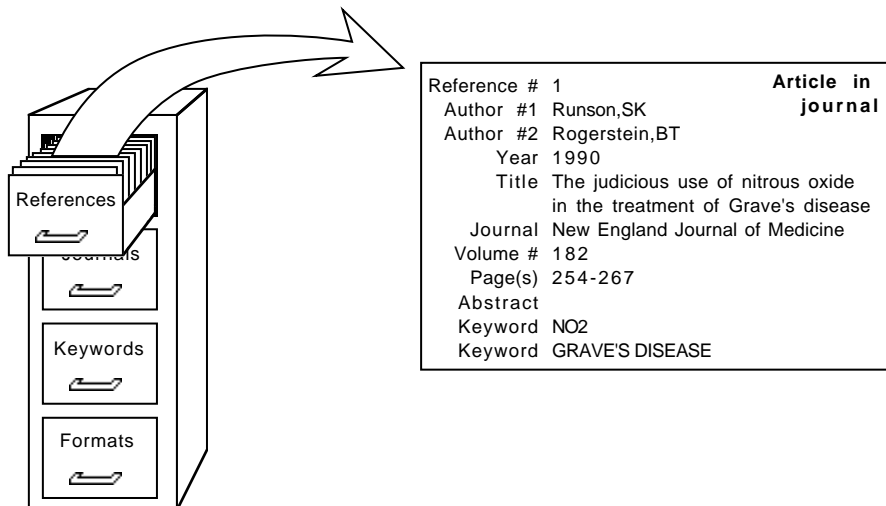 References
Journals
Keywords
Formats
Reference # 1
Article in
journal
Author #1 Runson,SK
Author #2 Rogerstein,BT
Year 1990
Title The judicious use of nitrous oxide
in the treatment of Grave's disease
Journal New England Journal of Medicine
Volume # 182
Page(s) 254-267
Abstract
Keyword NO2
Keyword GRAVE'S DISEASE